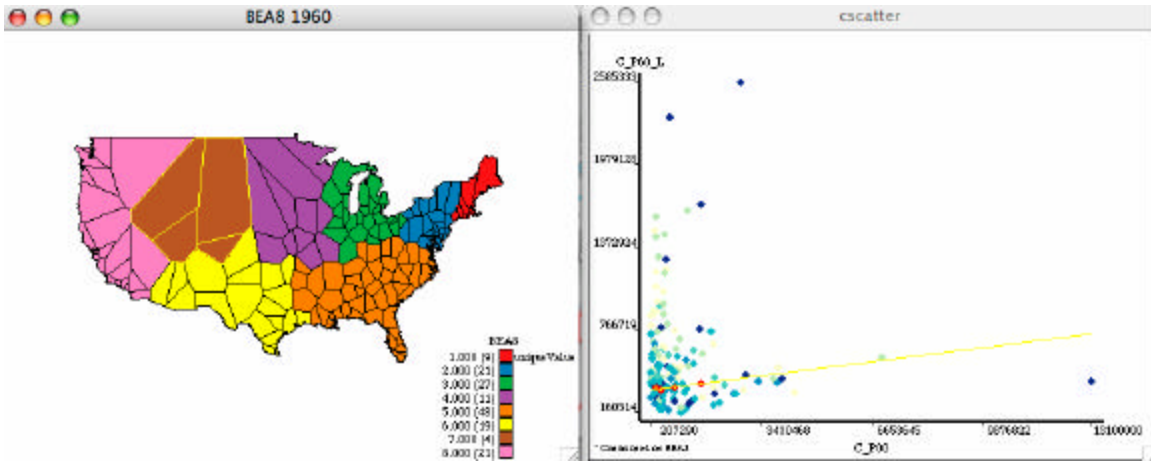 BEA8 1960
BEA8
1.000 (9) uniqueValue
2.000 (21)
3.000 (27)
4.000 (11)
5.000 (48)
6.000 (19)
7.000 (4)
8.000 (21)
cscatter
C_P60_L
2585333
1979128
1372924
766719
160514
207290
3410468
6653645
9876822
13100000
C_P60